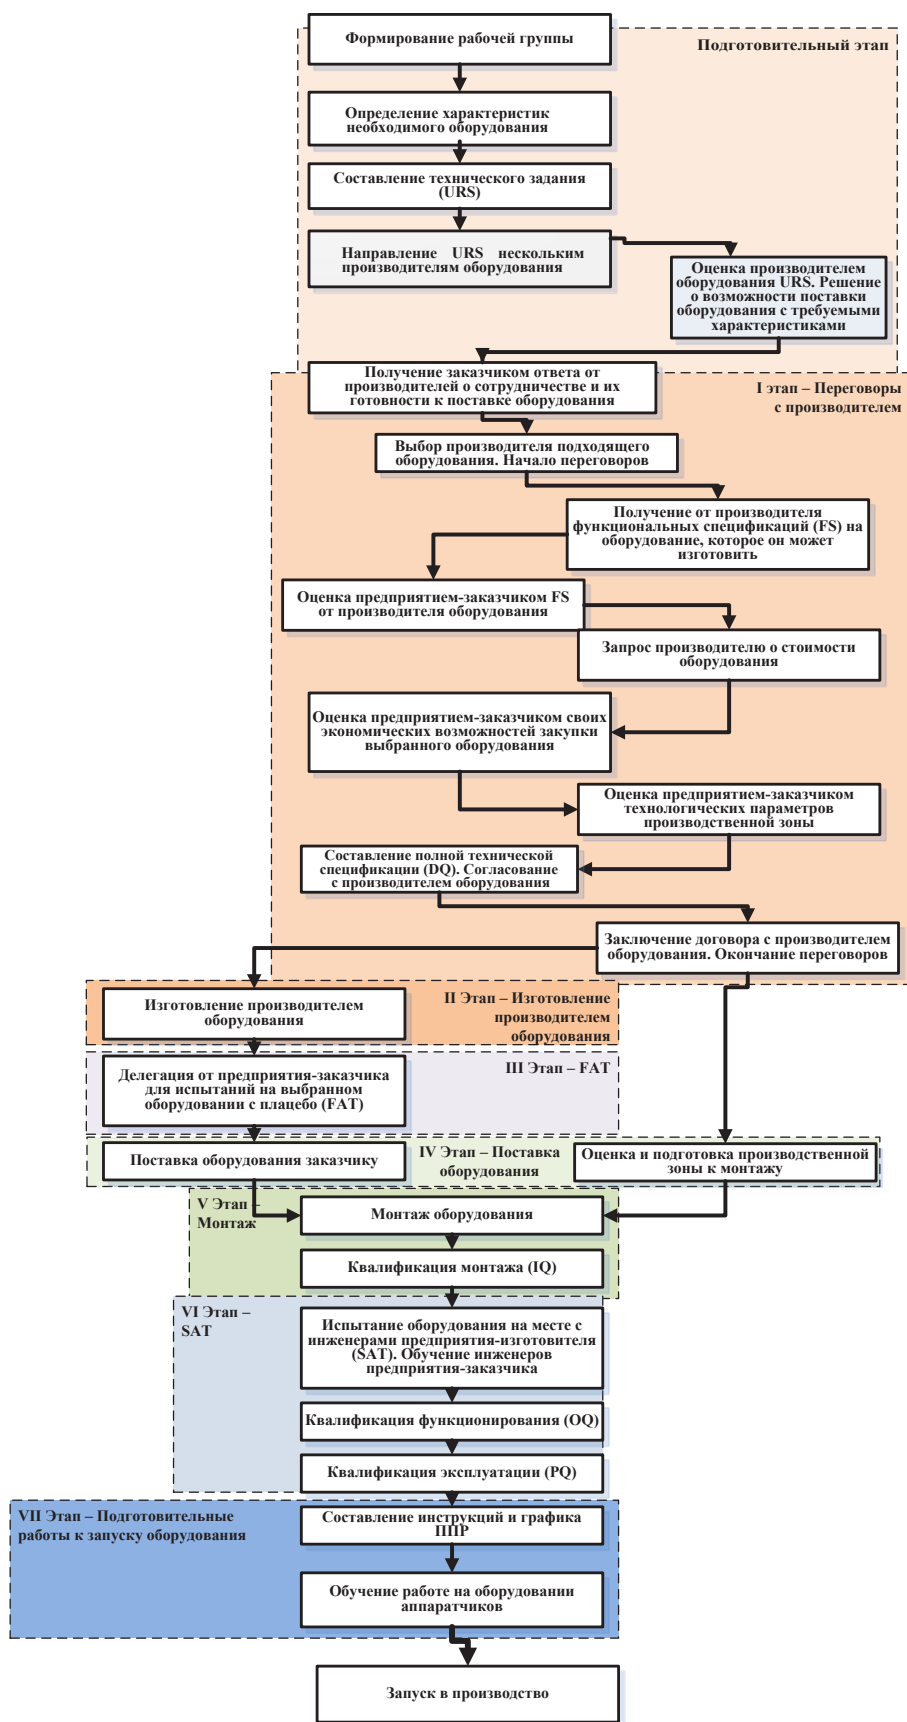 Формирование рабочей группы
Подготовительный этап
Определение характеристик
необходимого оборудования
Составление технического задания
(URS)
Направление URS нескольким
производителям оборудования
Оценка производителем
оборудования URS. Решение
о возможности поставки
оборудования с требуемыми
характеристиками
Получение заказчиком ответа от
производителей о сотрудничестве и их
готовности к поставке оборудования
I этап – Переговоры
с производителем
Выбор производителя подходящего
оборудования. Начало переговоров
Получение от производителя
функциональных спецификаций (FS) на
оборудование, которое он может
изготовить
Оценка предприятием-заказчиком FS
от производителя оборудования
Запрос производителю о стоимости
оборудования
Оценка предприятием-заказчиком своих
экономических возможностей закупки
выбранного оборудования
Оценка предприятием-заказчиком
технологических параметров
производственной зоны
Составление полной технической
спецификации (DQ). Согласование
с производителем оборудования
Заключение договора с производителем
оборудования. Окончание переговоров
II Этап – Изготовление
производителем
оборудования
Изготовление производителем
оборудования
III Этап – FAT
Делегация от предприятия-заказчика
для испытаний на выбранном
оборудовании с плацебо (FAT)
Поставка оборудования заказчику
IV Этап – Поставка
оборудования
Оценка и подготовка производственной
зоны к монтажу
V Этап –
Монтаж
Монтаж оборудования
Квалификация монтажа (IQ)
VI Этап –
SAT
Испытание оборудования на месте с
инженерами предприятия-изготовителя
(SAT). Обучение инженеров
предприятия-заказчика
Квалификация функционирования (OQ)
Квалификация эксплуатации (PQ)
VII Этап – Подготовительные
работы к запуску оборудования
Составление инструкций и графика
ППР
Обучение работе на оборудовании
аппаратчиков
Запуск в производство